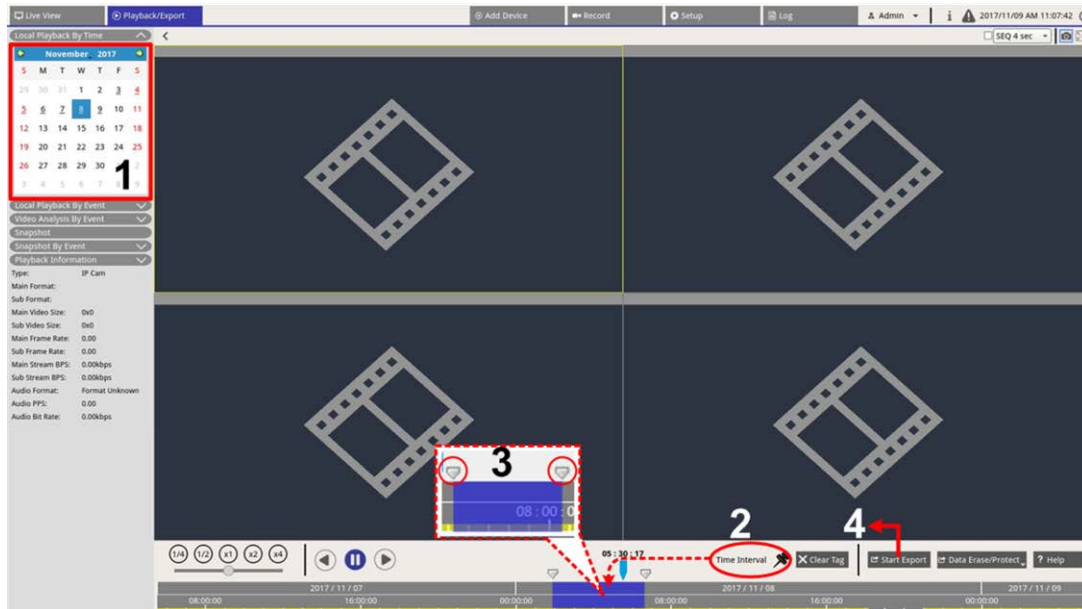 Live View
Playback/Export
Add Device
Record
Setup
Log
Admin
i
2017/11/09 AM 11:07:42
Local Playback By Time
SEQ 4 sec
November, 2017
S M T W T F S
29 30 31 1 2 3 4
5 6 7 8 9 10 11
12 13 14 15 16 17 18
19 20 21 22 23 24 25
26 27 28 29 30 2
3 4 5 6 7 9
1
Local Playback By Event
Video Analysis By Event
Snapshot
Snapshot By Event
Playback Information
Type: IP Cam
Main Format:
Sub Format:
Main Video Size: 0x0
Sub Video Size: 0x0
Main Frame Rate: 0.00
Sub Frame Rate: 0.00
Main Stream BPS: 0.00kbps
Sub Stream BPS: 0.00kbps
Audio Format: Format Unknown
Audio PPS: 0.00
Audio Bit Rate: 0.00kbps
3
08 : 00 : 0
2
4
1/4 1/2 x1 x2 x4
05 : 30 : 17
Time Interval
Clear Tag
Start Export
Data Erase/Protect
? Help
2017 / 11 / 07
2017 / 11 / 08
2017 / 11 / 09
08:00:00
16:00:00
00:00:00
08:00:00
16:00:00
00:00:00